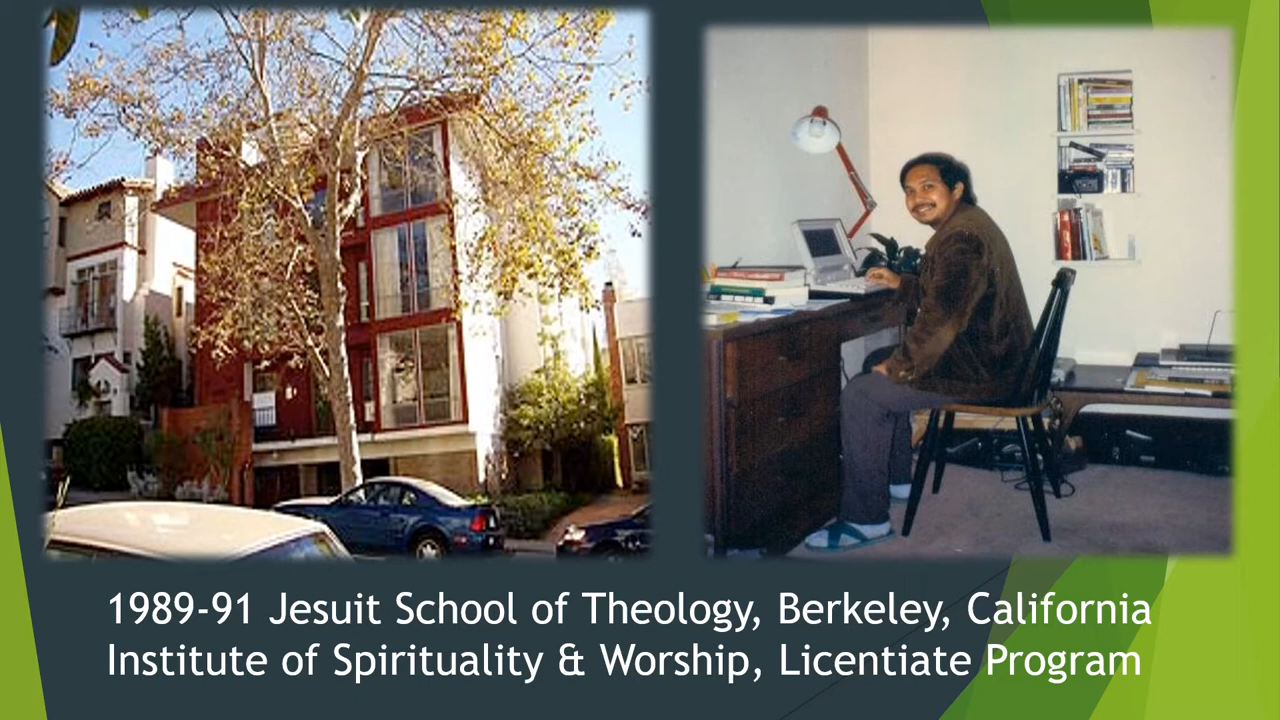 1989-91 Jesuit School of Theology, Berkeley, California
Institute of Spirituality & Worship, Licentiate Program